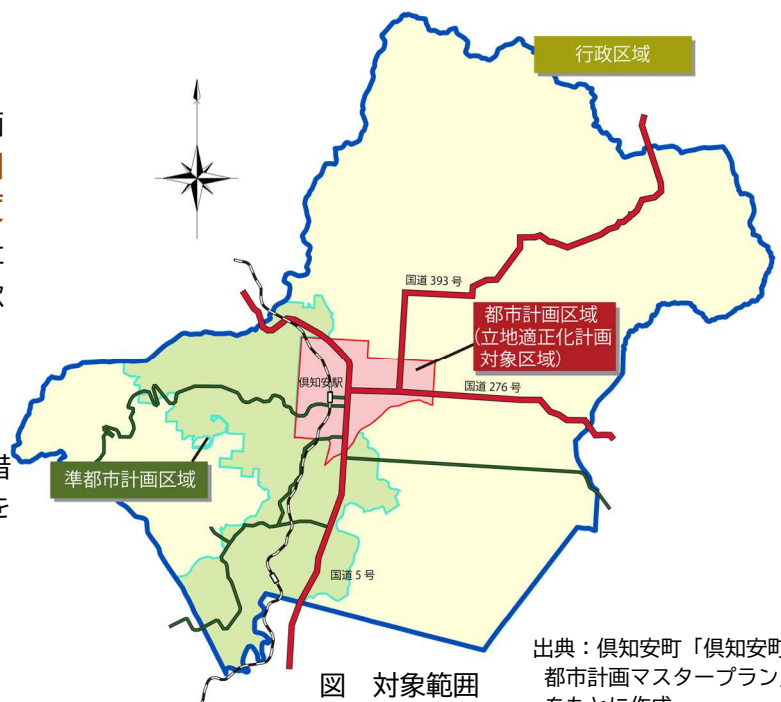 行政区域
国道 393 号
都市計画区域
(立地適正化計画
対象区域)
倶知安駅
国道 276 号
準都市計画区域
国道 5 号
図 対象範囲
出典：倶知安町「倶知安町
都市計画マスタープラン
を